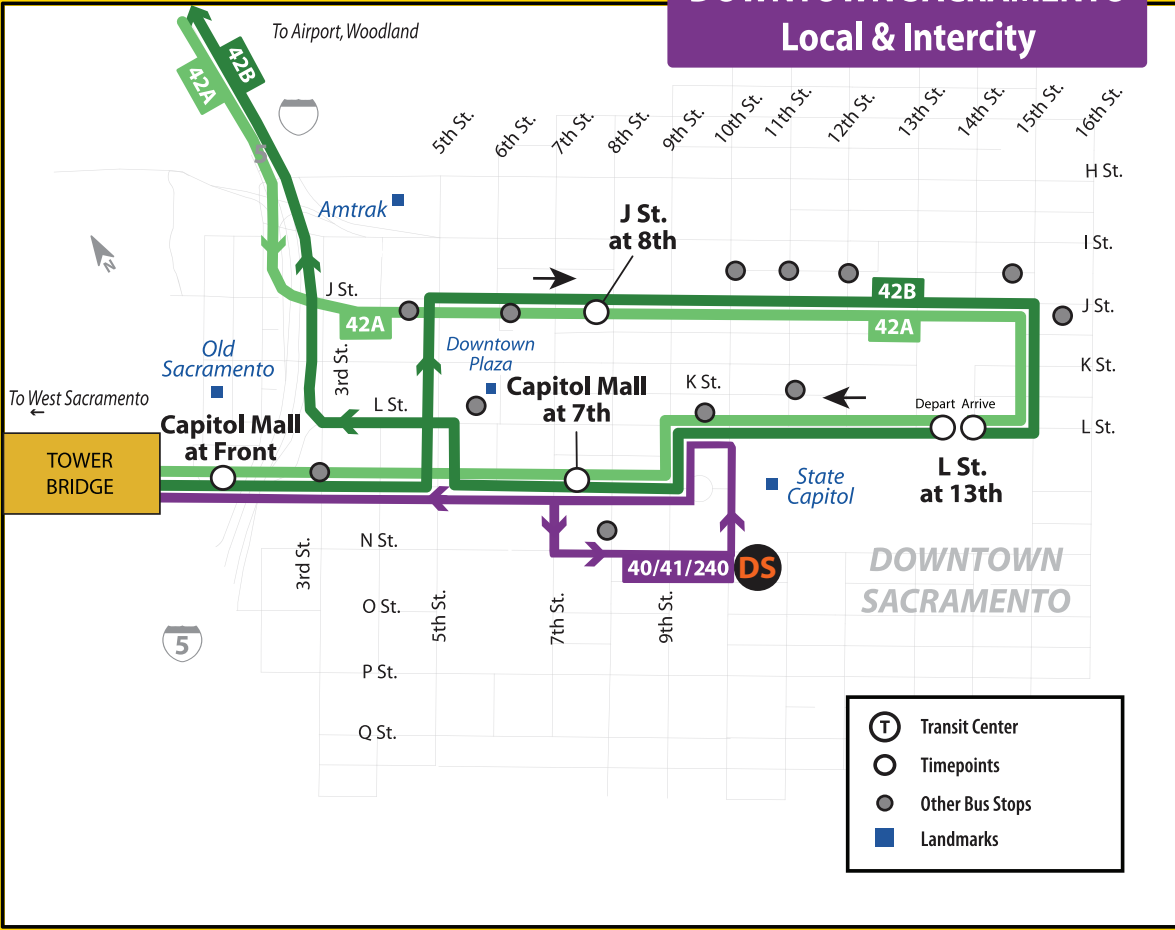 DOWNTOWN SACRAMENTO
Local & Intercity
To Airport, Woodland
42B
42A
5
5th St.
6th St.
7th St.
8th St.
9th St.
10th St.
11th St.
12th St.
13th St.
14th St.
15th St.
16th St.
H St.
Amtrak
J St.
at 8th
I St.
N
J St.
42B
J St.
42A
42A
Old
Sacramento
3rd St.
Downtown
Plaza
K St.
To West Sacramento
←
Capitol Mall
at 7th
K St.
L St.
Depart
Arrive
Capitol Mall
at Front
L St.
TOWER
BRIDGE
L St.
at 13th
State
Capitol
N St.
3rd St.
40/41/240
DS
DOWNTOWN
SACRAMENTO
O St.
5th St.
7th St.
9th St.
5
P St.
Q St.
T
Transit Center
Timepoints
Other Bus Stops
Landmarks